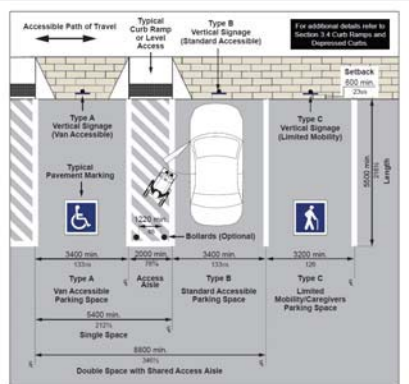 Accessible Path of Travel
Typical
Curb Ramp
or Level
Access
Type B
Vertical Signage
(Standard Accessible)
For additional details refer to
Section 3.4 Curb Ramps and
Depressed Curbs.
Setback
600 min.
Type A
Vertical Signage
(Van Accessible)
Type C
Vertical Signage
(Limited Mobility)
Typical
Pavement Marking
5500 min.
Length
1220 min.
Bollards (Optional)
3400 min.
2000 min.
3400 min.
3200 min.
Type A
Van Accessible
Parking Space
Access
Aisle
Type B
Standard Accessible
Parking Space
Type C
Limited
Mobility/Caregivers
Parking Space
5400 min.
Single Space
8800 min.
Double Space with Shared Access Aisle